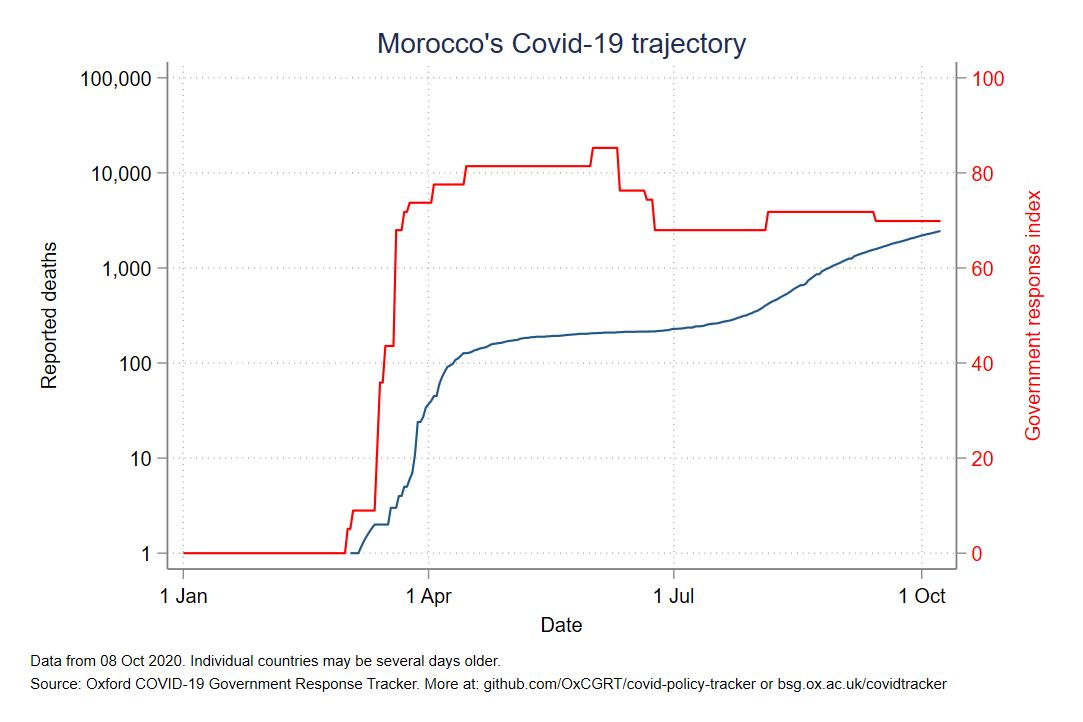 Morocco's Covid-19 trajectory
100,000
10,000
1,000
100
10
1
Reported deaths
100
80
60
40
20
0
Government response index
1 Jan
1 Apr
1 Jul
1 Oct
Date
Data from 08 Oct 2020. Individual countries may be several days older.
Source: Oxford COVID-19 Government Response Tracker. More at: github.com/OxCGRT/covid-policy-tracker or bsg.ox.ac.uk/covidtracker